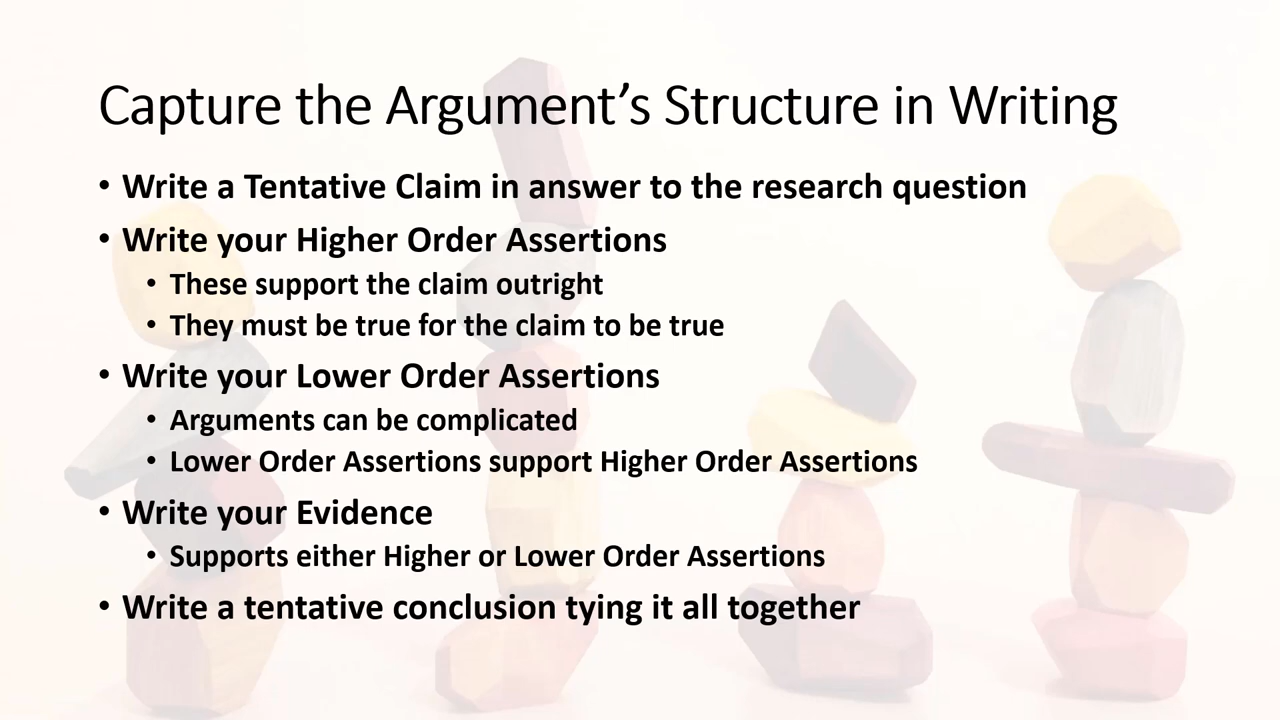 Capture the Argument’s Structure in Writing
• Write a Tentative Claim in answer to the research question
• Write your Higher Order Assertions
• These support the claim outright
• They must be true for the claim to be true
• Write your Lower Order Assertions
• Arguments can be complicated
• Lower Order Assertions support Higher Order Assertions
• Write your Evidence
• Supports either Higher or Lower Order Assertions
• Write a tentative conclusion tying it all together